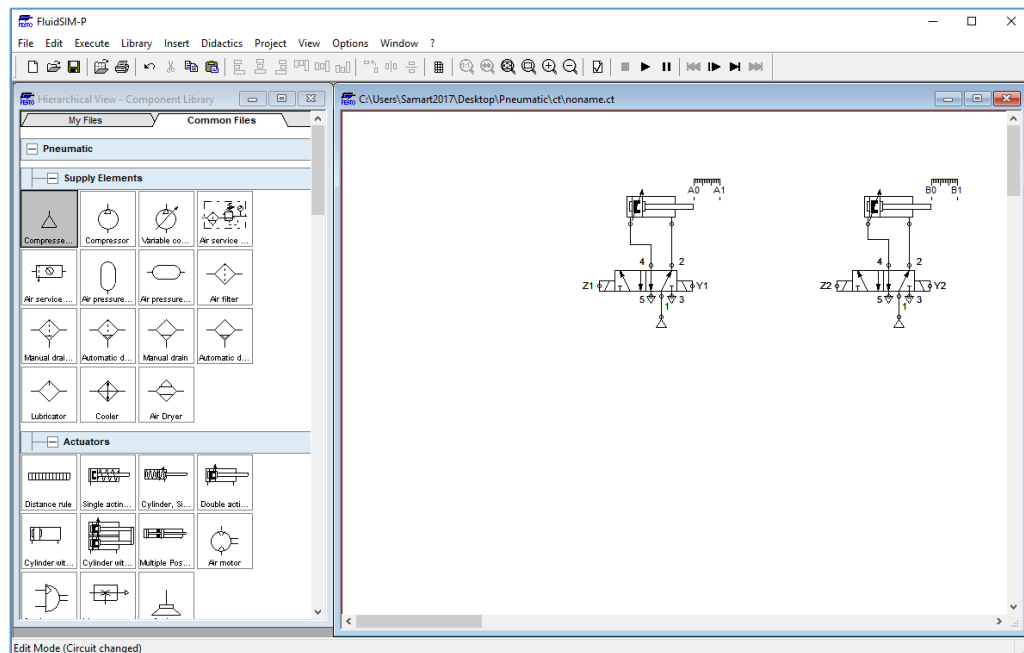 FESTO FluidSIM-P
File Edit Execute Library Insert Didactics Project View Options Window ?
FESTO Hierarchical View - Component Library
My Files Common Files
Pneumatic
Supply Elements
Compresse... Compressor Variable co... Air service ...
Air service ... Air pressure... Air pressure... Air filter
Manual drai... Automatic d... Manual drain Automatic d...
Lubricator Cooler Air Dryer
Actuators
Distance rule Single actin... Cylinder, Si... Double acti...
Cylinder wit... Cylinder wit... Multiple Pos... Air motor
FESTO C:\Users\Samart2017\Desktop\Pneumatic\ct\noname.ct
A0 A1
B0 B1
4 2
4 2
Z1 Y1
Z2 Y2
5 3
5 3
1
1
Edit Mode (Circuit changed)